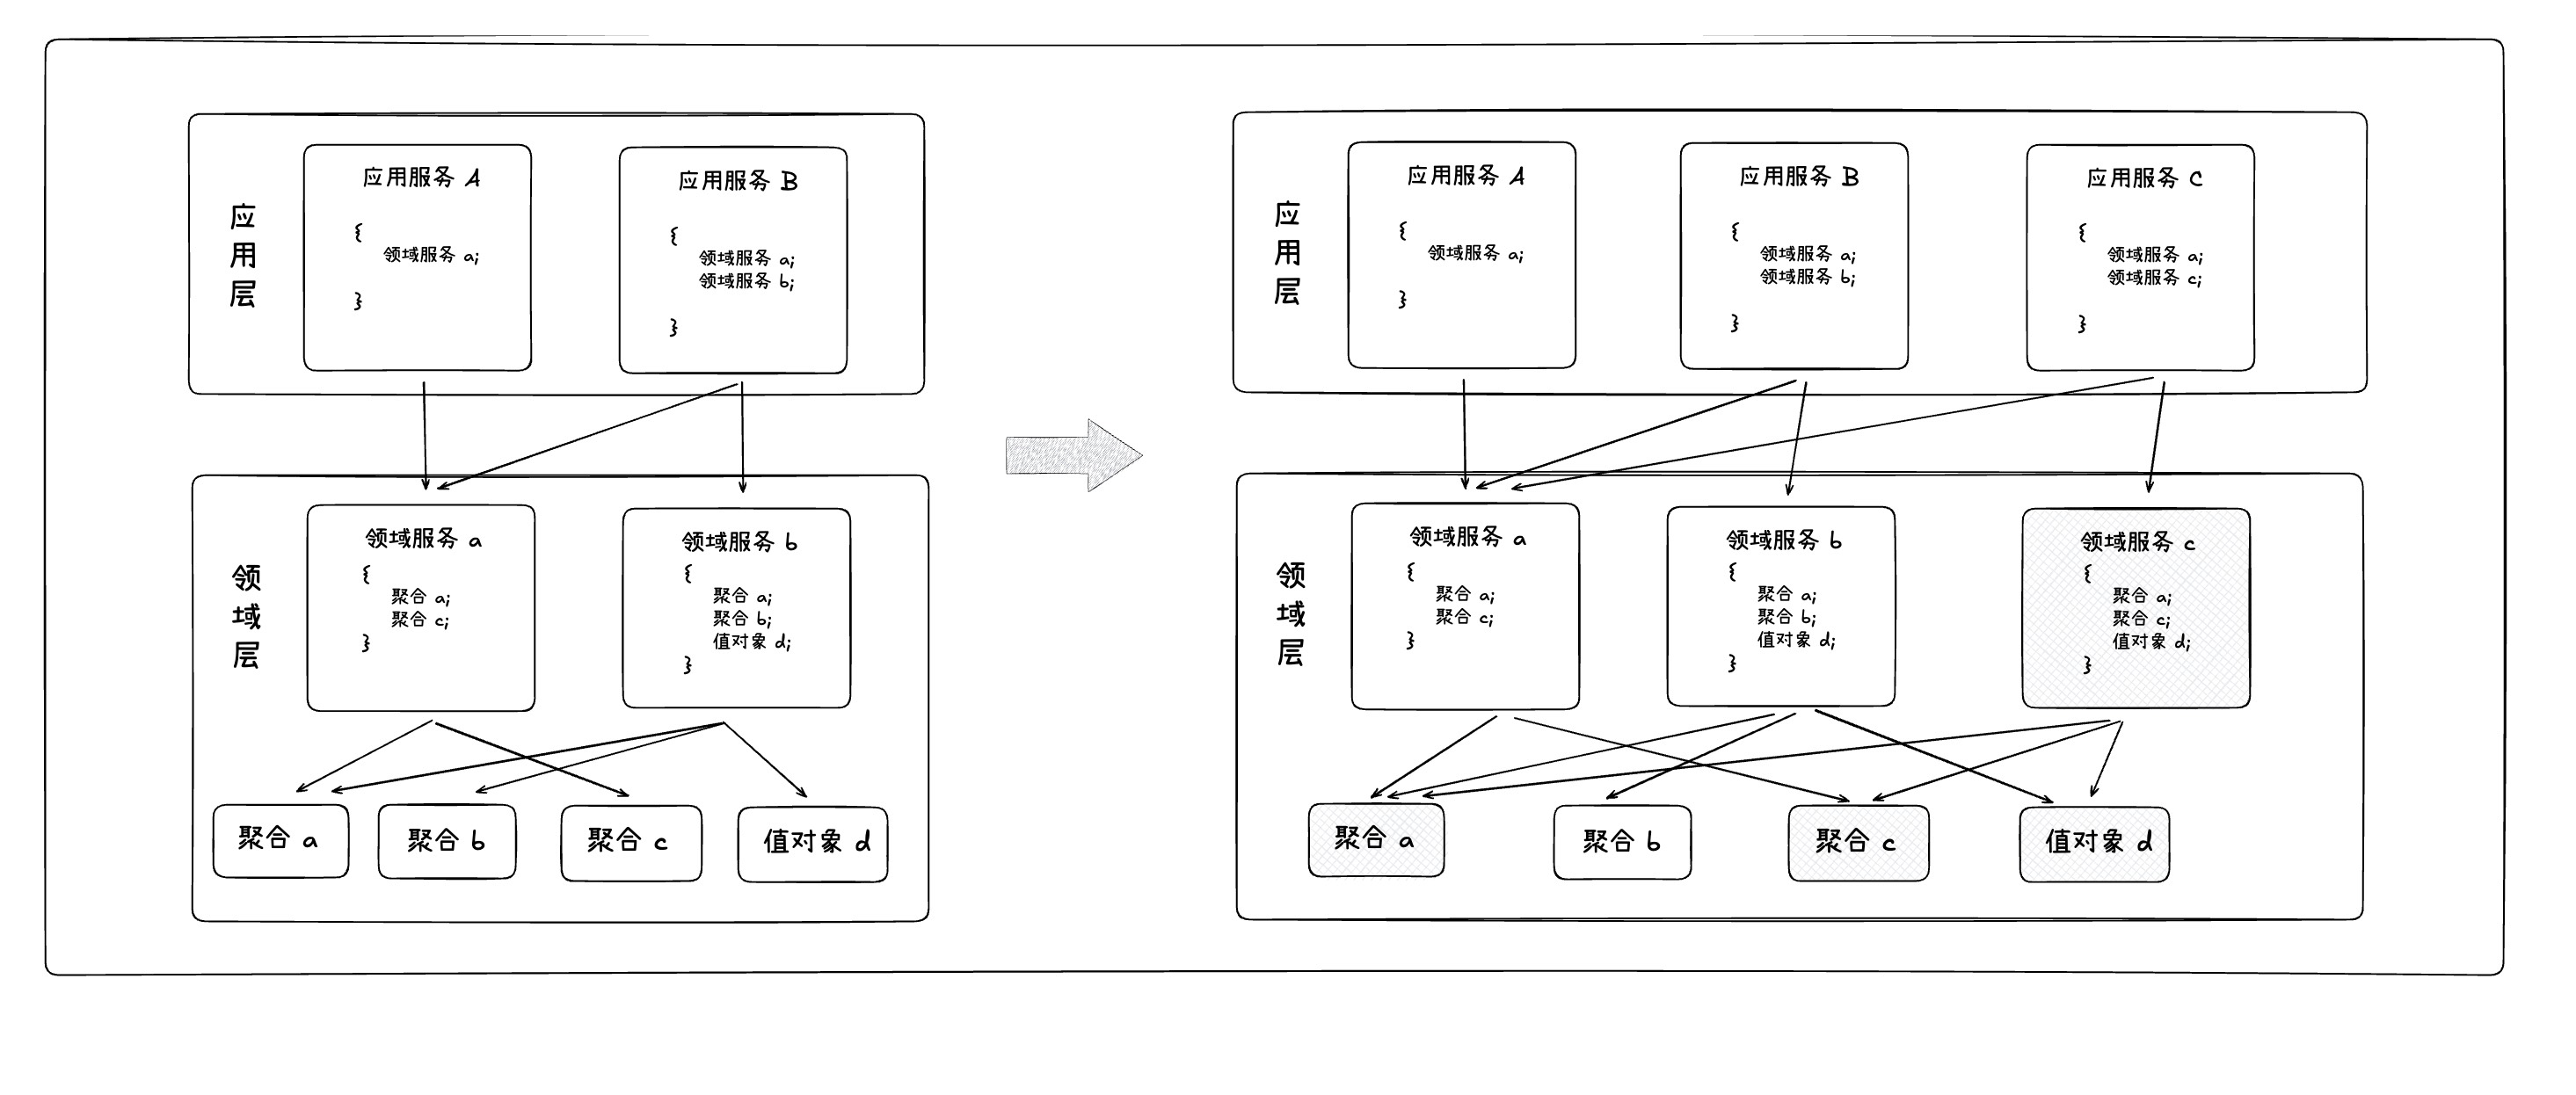 应用层
应用服务 A
{
领域服务 a;
}
应用服务 B
{
领域服务 a;
领域服务 b;
}
领域层
领域服务 a
{
聚合 a;
聚合 c;
}
领域服务 b
{
聚合 a;
聚合 b;
值对象 d;
}
聚合 a
聚合 b
聚合 c
值对象 d
应用层
应用服务 A
{
领域服务 a;
}
应用服务 B
{
领域服务 a;
领域服务 b;
}
应用服务 C
{
领域服务 a;
领域服务 c;
}
领域层
领域服务 a
{
聚合 a;
聚合 c;
}
领域服务 b
{
聚合 a;
聚合 b;
值对象 d;
}
领域服务 c
{
聚合 a;
聚合 c;
值对象 d;
}
聚合 a
聚合 b
聚合 c
值对象 d